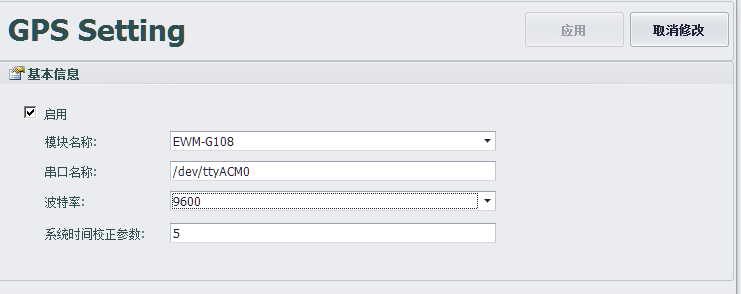 GPS Setting
应用
取消修改
基本信息
启用
模块名称:
EWM-G108
串口名称:
/dev/ttyACM0
波特率:
9600
系统时间校正参数:
5